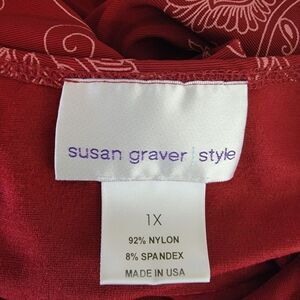 susan graver | style
1X
92% NYLON
8% SPANDEX
MADE IN USA